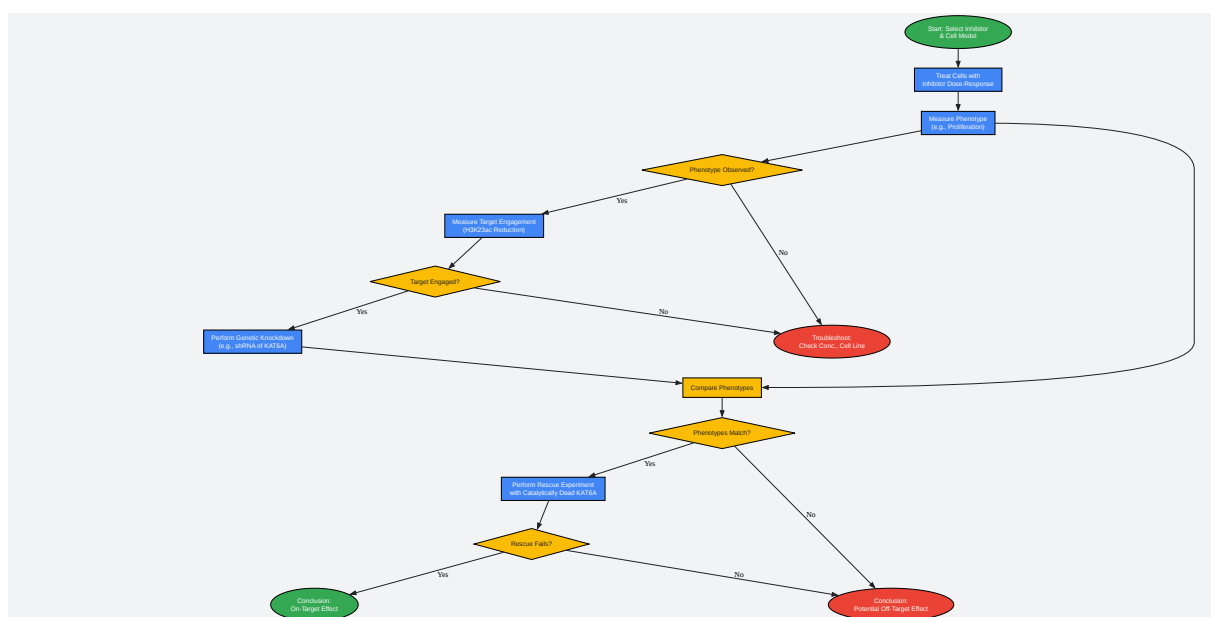 Start: Select Inhibitor
& Cell Model
Treat Cells with
Inhibitor Dose-Response
Measure Phenotype
(e.g., Proliferation)
Phenotype Observed?
Yes
Measure Target Engagement
(H3K23ac Reduction)
No
Target Engaged?
Yes
No
Perform Genetic Knockdown
(e.g., shRNA of KAT6A)
Troubleshoot:
Check Conc., Cell Line
Compare Phenotypes
Phenotypes Match?
Yes
Perform Rescue Experiment
with Catalytically Dead KAT6A
No
Rescue Fails?
Yes
No
Conclusion:
On-Target Effect
Conclusion:
Potential Off-Target Effect